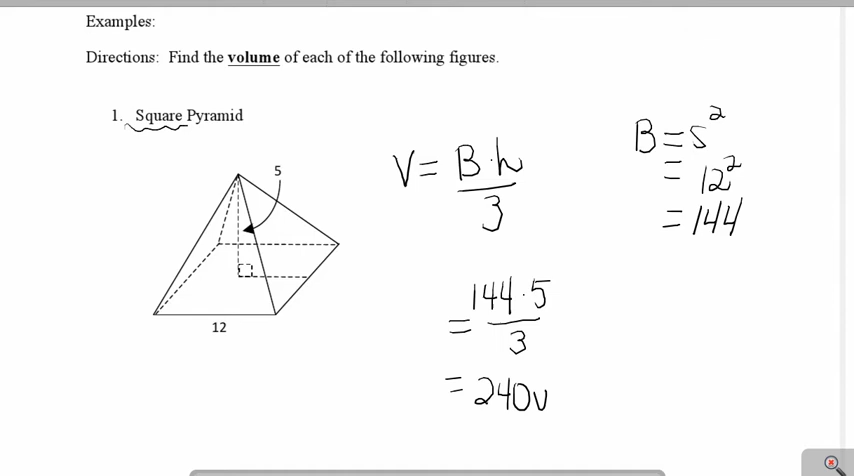 Examples:
Directions: Find the volume of each of the following figures.
1. Square Pyramid
5
12
V = B·h / 3
= 144·5 / 3
= 240v
B = s²
= 12²
= 144